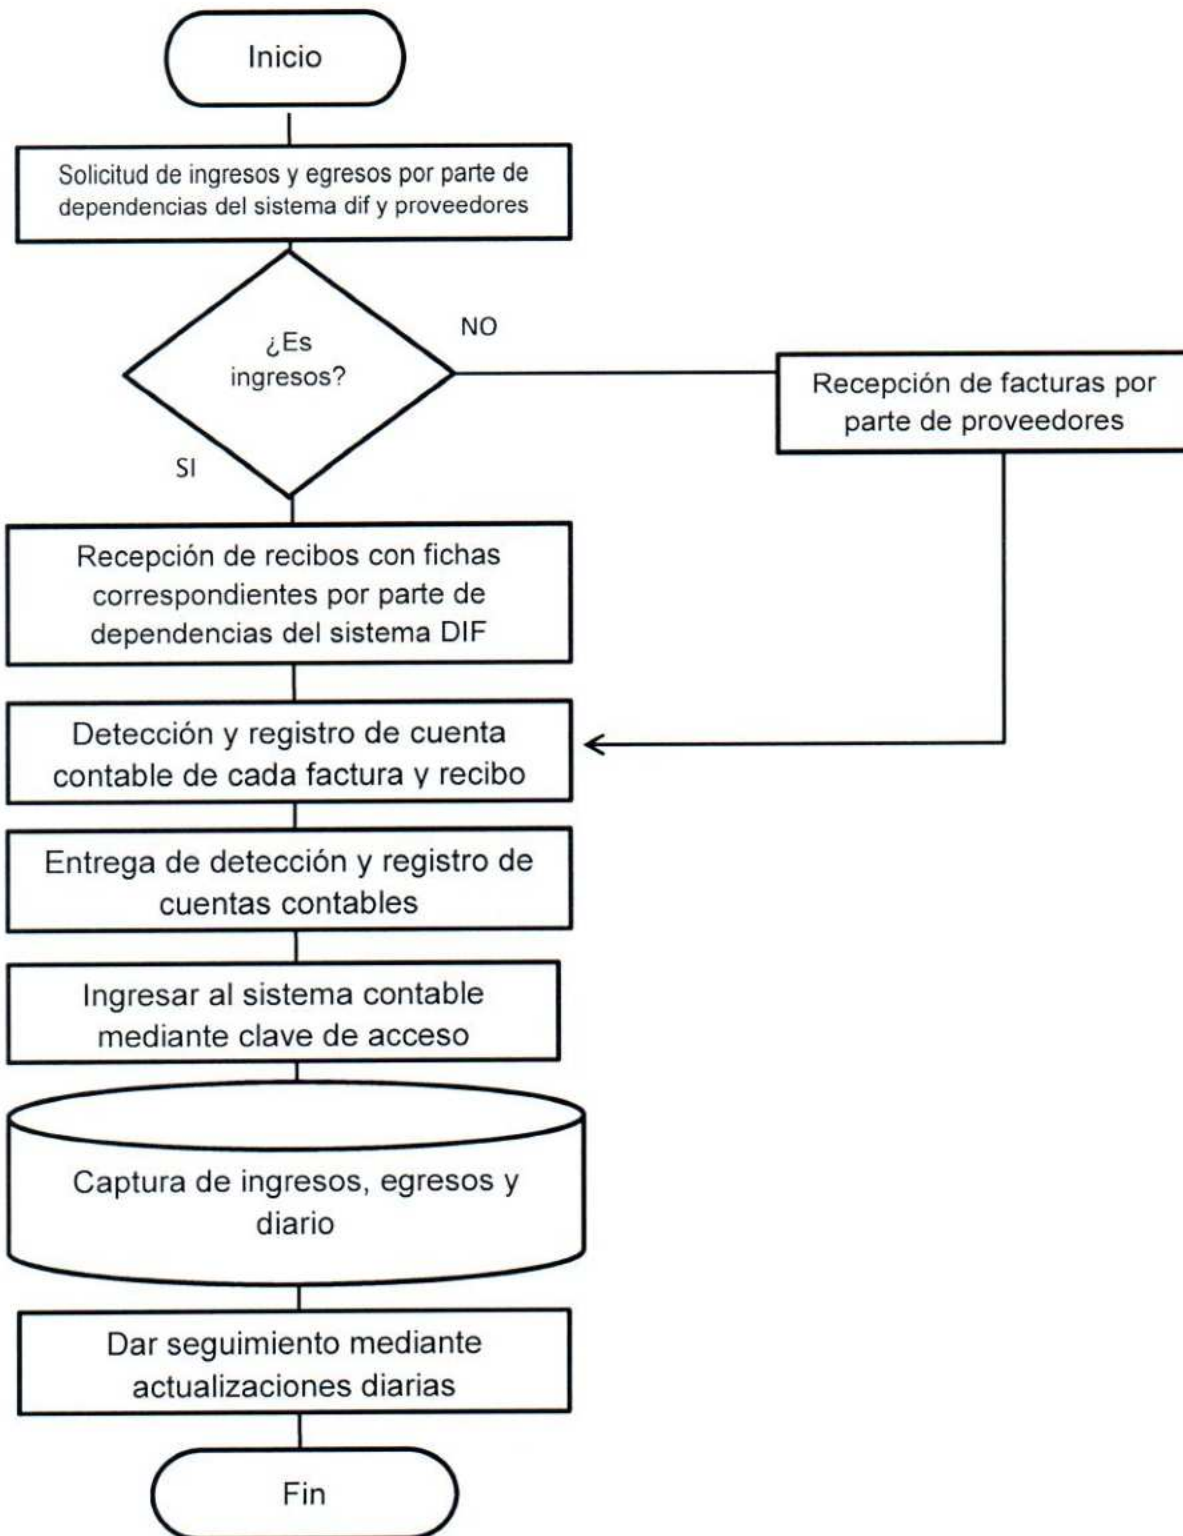 Inicio
Solicitud de ingresos y egresos por parte de
dependencias del sistema dif y proveedores
¿Es
ingresos?
NO
Recepción de facturas por
parte de proveedores
SI
Recepción de recibos con fichas
correspondientes por parte de
dependencias del sistema DIF
Detección y registro de cuenta
contable de cada factura y recibo
Entrega de detección y registro de
cuentas contables
Ingresar al sistema contable
mediante clave de acceso
Captura de ingresos, egresos y
diario
Dar seguimiento mediante
actualizaciones diarias
Fin